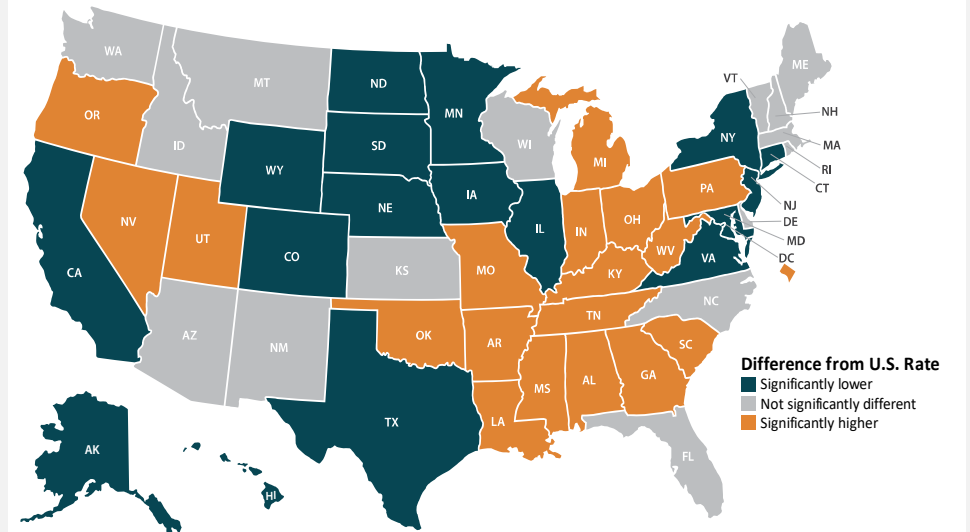 WA
MT
ND
MN
OR
ID
SD
WI
WY
IA
NE
NV
UT
CO
CA
KS
IL
MI
IN
OH
PA
NY
VT
ME
NH
MA
RI
CT
NJ
DE
MD
DC
WV
VA
KY
MO
NC
TN
SC
AZ
NM
OK
AR
MS
AL
GA
LA
TX
FL
AK
HI
Difference from U.S. Rate
Significantly lower
Not significantly different
Significantly higher